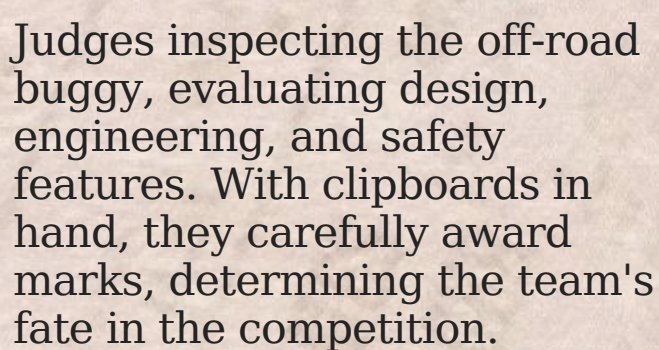 Judges inspecting the off-road
buggy, evaluating design,
engineering, and safety
features. With clipboards in
hand, they carefully award
marks, determining the team's
fate in the competition.